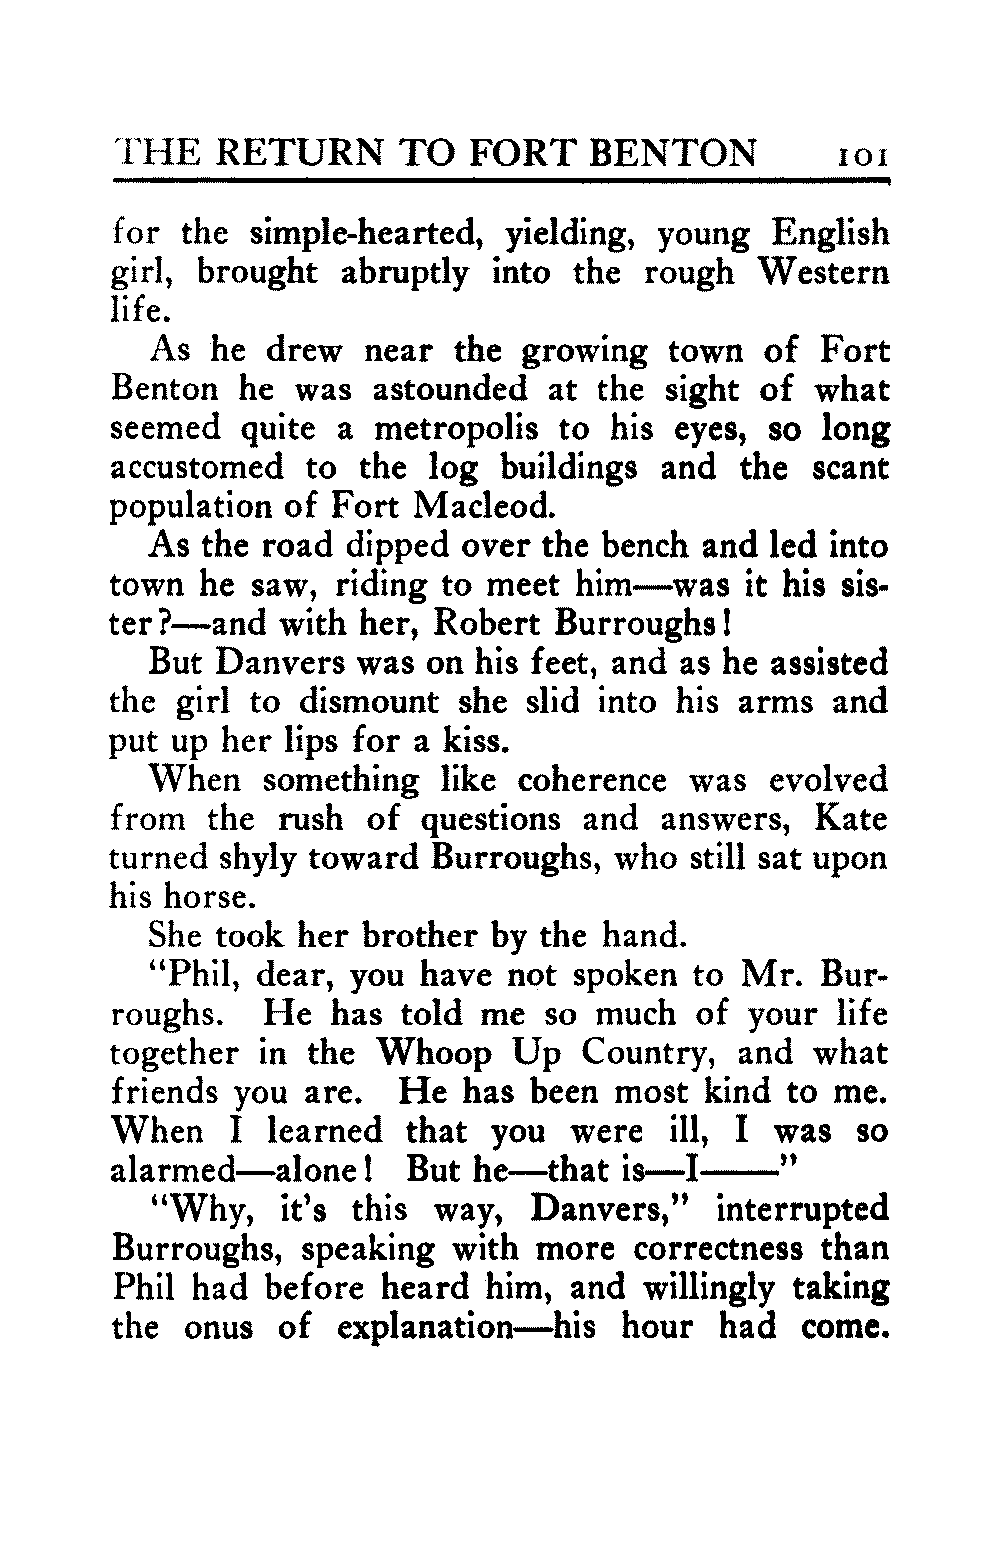 THE RETURN TO FORT BENTON 101
for the simple-hearted, yielding, young English
girl, brought abruptly into the rough Western
life.
As he drew near the growing town of Fort
Benton he was astounded at the sight of what
seemed quite a metropolis to his eyes, so long
accustomed to the log buildings and the scant
population of Fort Macleod.
As the road dipped over the bench and led into
town he saw, riding to meet him—was it his sis-
ter?—and with her, Robert Burroughs!
But Danvers was on his feet, and as he assisted
the girl to dismount she slid into his arms and
put up her lips for a kiss.
When something like coherence was evolved
from the rush of questions and answers, Kate
turned shyly toward Burroughs, who still sat upon
his horse.
She took her brother by the hand.
“Phil, dear, you have not spoken to Mr. Bur-
roughs. He has told me so much of your life
together in the Whoop Up Country, and what
friends you are. He has been most kind to me.
When I learned that you were ill, I was so
alarmed—alone! But he—that is—I——”
“Why, it’s this way, Danvers,” interrupted
Burroughs, speaking with more correctness than
Phil had before heard him, and willingly taking
the onus of explanation—his hour had come.